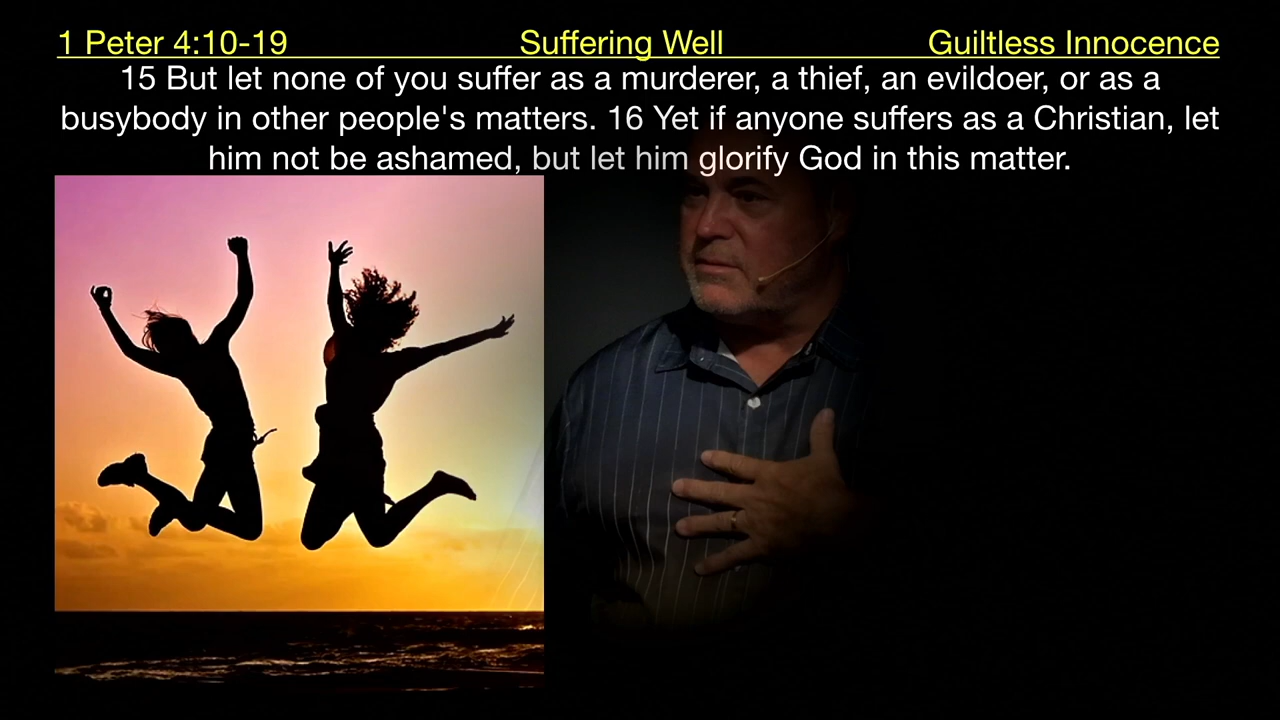 1 Peter 4:10-19 Suffering Well Guiltless Innocence
15 But let none of you suffer as a murderer, a thief, an evildoer, or as a
busybody in other people's matters. 16 Yet if anyone suffers as a Christian, let
him not be ashamed, but let him glorify God in this matter.